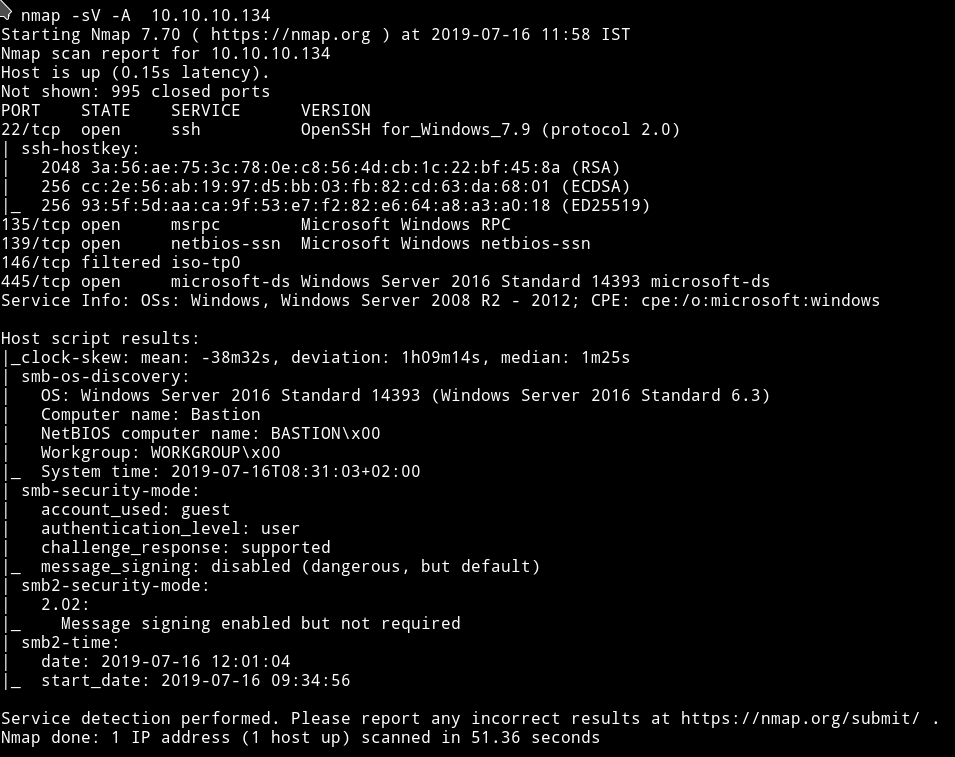 nmap -sV -A  10.10.10.134
Starting Nmap 7.70 ( https://nmap.org ) at 2019-07-16 11:58 IST
Nmap scan report for 10.10.10.134
Host is up (0.15s latency).
Not shown: 995 closed ports
PORT    STATE    SERVICE      VERSION
22/tcp  open     ssh          OpenSSH for_Windows_7.9 (protocol 2.0)
| ssh-hostkey:
|   2048 3a:56:ae:75:3c:78:0e:c8:56:4d:cb:1c:22:bf:45:8a (RSA)
|   256 cc:2e:56:ab:19:97:d5:bb:03:fb:82:cd:63:da:68:01 (ECDSA)
|_  256 93:5f:5d:aa:ca:9f:53:e7:f2:82:e6:64:a8:a3:a0:18 (ED25519)
135/tcp open     msrpc        Microsoft Windows RPC
139/tcp open     netbios-ssn  Microsoft Windows netbios-ssn
146/tcp filtered iso-tp0
445/tcp open     microsoft-ds Windows Server 2016 Standard 14393 microsoft-ds
Service Info: OSs: Windows, Windows Server 2008 R2 - 2012; CPE: cpe:/o:microsoft:windows

Host script results:
|_clock-skew: mean: -38m32s, deviation: 1h09m14s, median: 1m25s
| smb-os-discovery:
|   OS: Windows Server 2016 Standard 14393 (Windows Server 2016 Standard 6.3)
|   Computer name: Bastion
|   NetBIOS computer name: BASTION\x00
|   Workgroup: WORKGROUP\x00
|_  System time: 2019-07-16T08:31:03+02:00
| smb-security-mode:
|   account_used: guest
|   authentication_level: user
|   challenge_response: supported
|_  message_signing: disabled (dangerous, but default)
| smb2-security-mode:
|   2.02:
|_    Message signing enabled but not required
| smb2-time:
|   date: 2019-07-16 12:01:04
|_  start_date: 2019-07-16 09:34:56

Service detection performed. Please report any incorrect results at https://nmap.org/submit/ .
Nmap done: 1 IP address (1 host up) scanned in 51.36 seconds